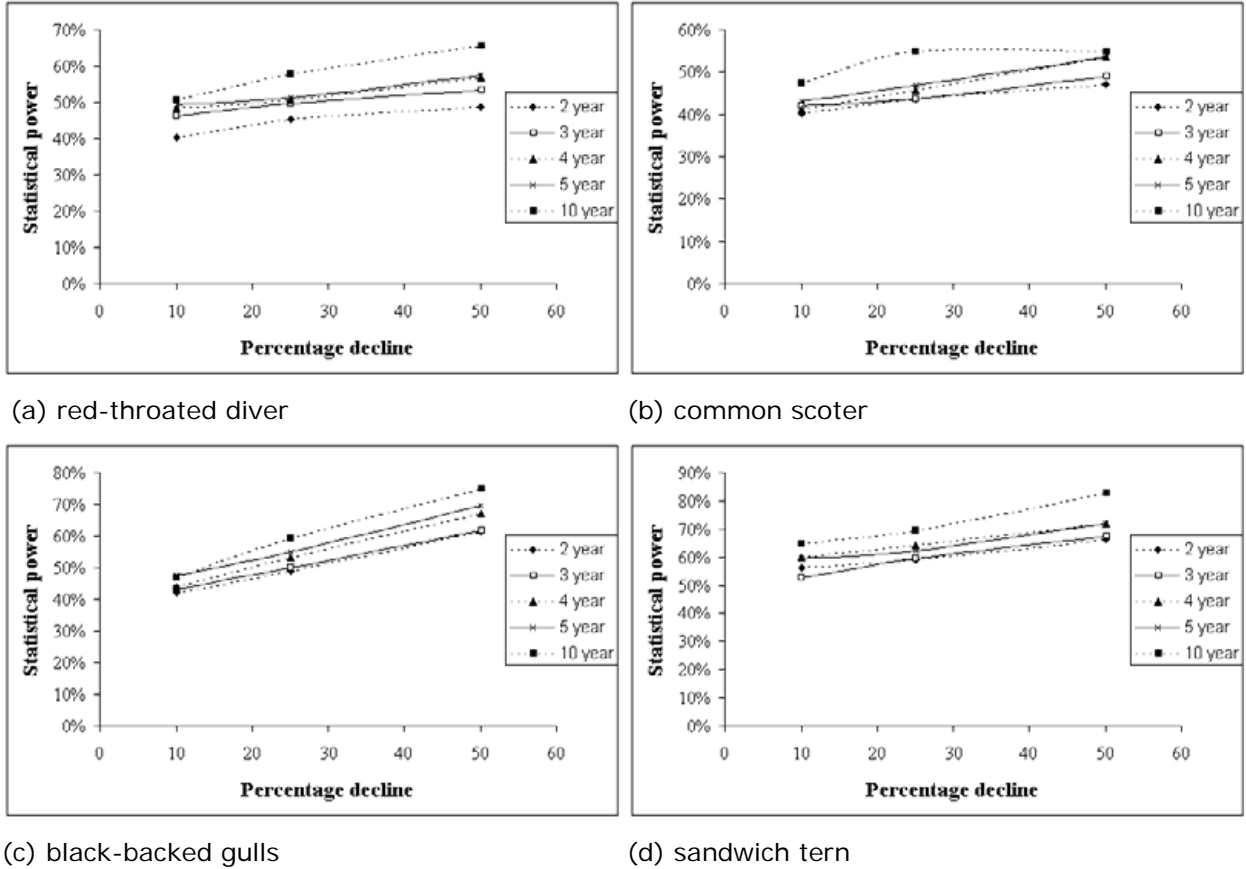 70%
60%
50%
40%
30%
20%
10%
0%
Statistical power
0 10 20 30 40 50 60
Percentage decline
2 year
3 year
4 year
5 year
10 year
(a) red-throated diver
60%
50%
40%
30%
20%
10%
0%
Statistical power
0 10 20 30 40 50 60
Percentage decline
2 year
3 year
4 year
5 year
10 year
(b) common scoter
80%
70%
60%
50%
40%
30%
20%
10%
0%
Statistical power
0 10 20 30 40 50 60
Percentage decline
2 year
3 year
4 year
5 year
10 year
(c) black-backed gulls
90%
80%
70%
60%
50%
40%
30%
20%
10%
0%
Statistical power
0 10 20 30 40 50 60
Percentage decline
2 year
3 year
4 year
5 year
10 year
(d) sandwich tern